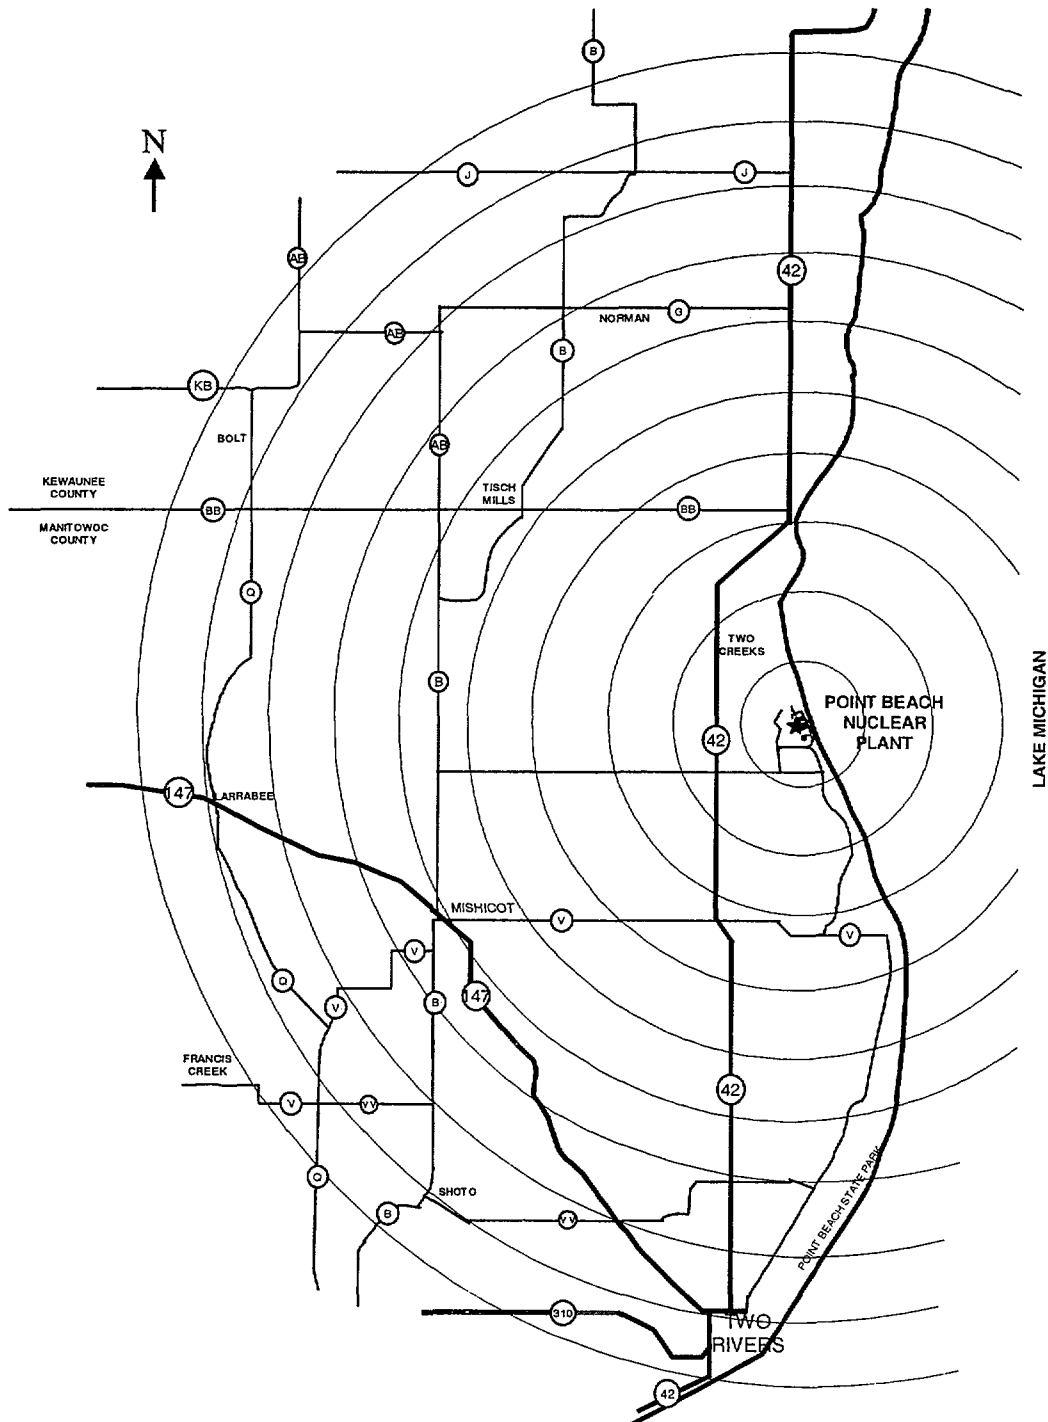 B
N
J
J
AB
42
NORMAN
G
AB
B
KB
BOLT
AB
KEWAUNEE
COUNTY
TISCH
MILLS
BB
BB
MANITOWOC
COUNTY
Q
TWO
CREEKS
B
POINT BEACH
NUCLEAR
PLANT
LAKE MICHIGAN
42
147
LARRABEE
MISHICOT
V
V
V
Q
V
B
147
FRANCIS
CREEK
42
V
VV
Q
POINT BEACH STATE PARK
SHOTO
B
VV
310
TWO
RIVERS
42